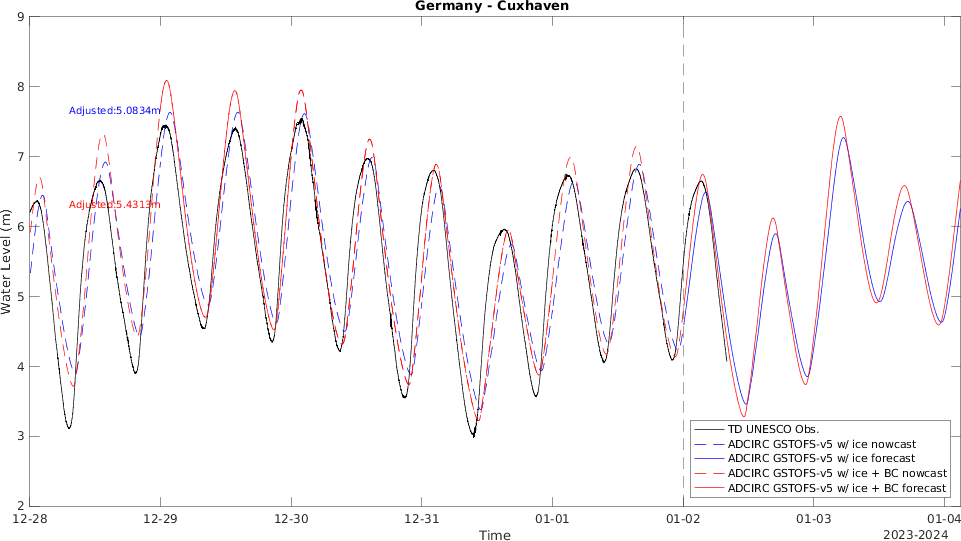 Germany - Cuxhaven
9
8
7
6
5
4
3
2
Water Level (m)
Adjusted:5.0834m
Adjusted:5.4313m
TD UNESCO Obs.
ADCIRC GSTOFS-v5 w/ ice nowcast
ADCIRC GSTOFS-v5 w/ ice forecast
ADCIRC GSTOFS-v5 w/ ice + BC nowcast
ADCIRC GSTOFS-v5 w/ ice + BC forecast
12-28 12-29 12-30 12-31 01-01 01-02 01-03 01-04
Time
2023-2024